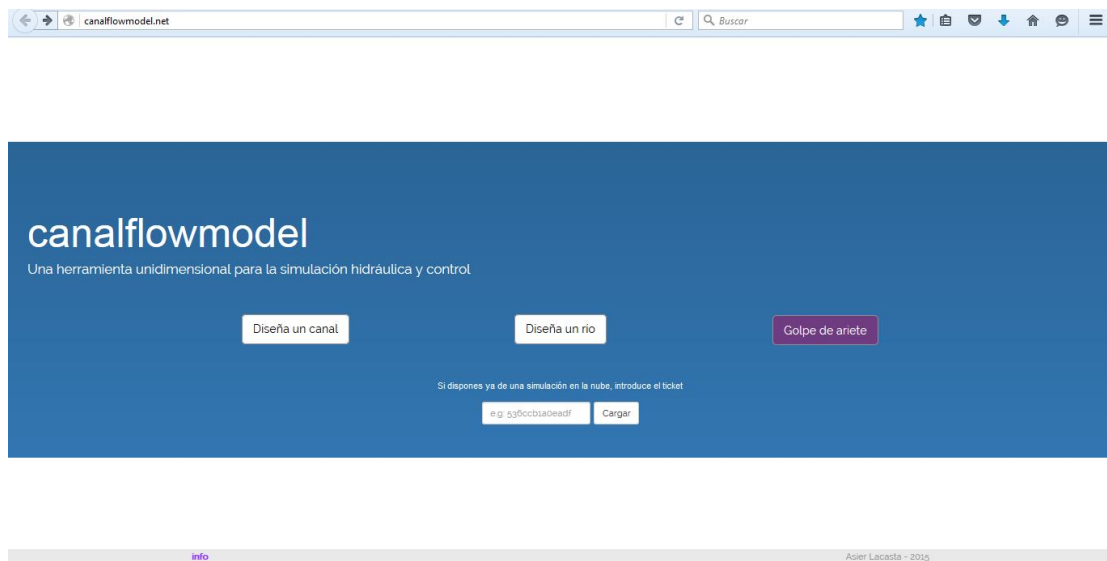 canalflowmodel.net
Buscar
canalflowmodel
Una herramienta unidimensional para la simulación hidráulica y control
Diseña un canal
Diseña un río
Golpe de ariete
Si dispones ya de una simulación en la nube, introduce el ticket
e.g: 536ccb1a0eadf
Cargar
info
Asier Lacasta - 2015